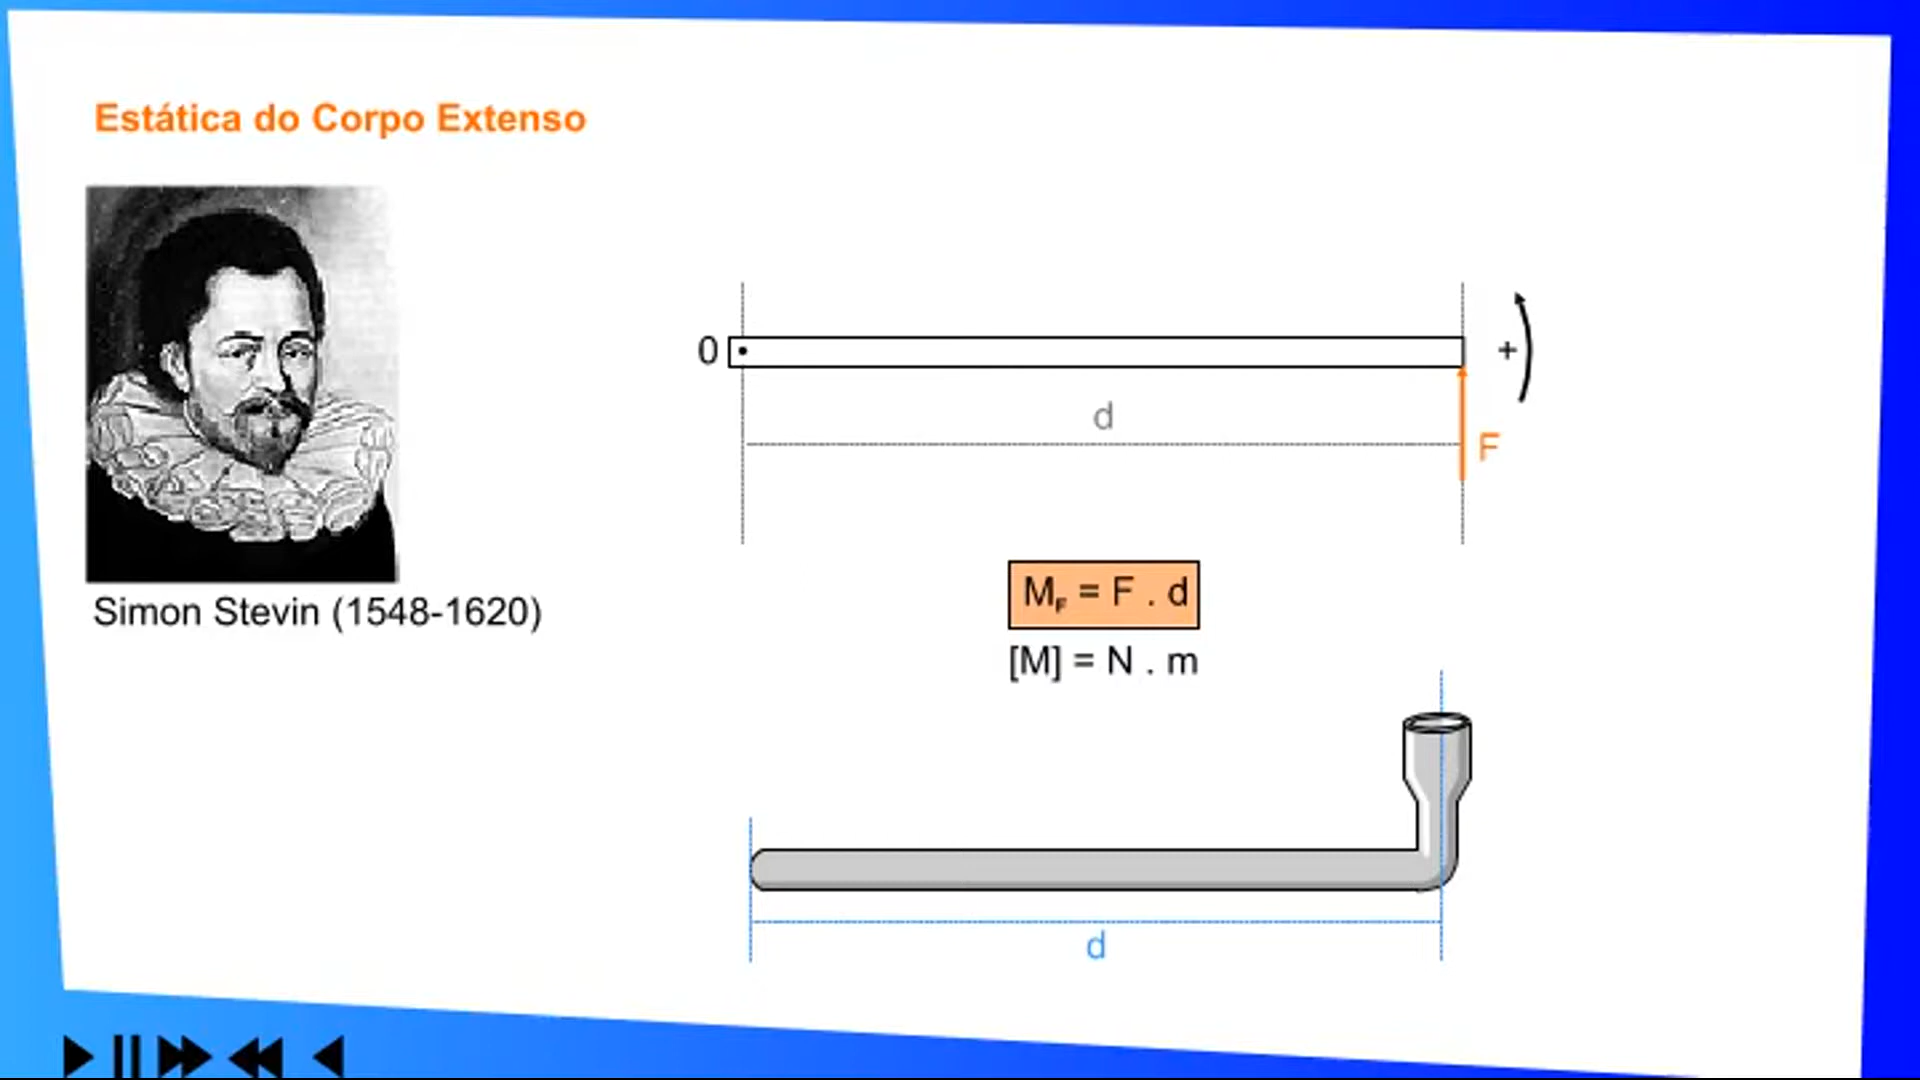 Estática do Corpo Extenso
Simon Stevin (1548-1620)
0
+
d
F
M_F = F . d
[M] = N . m
d